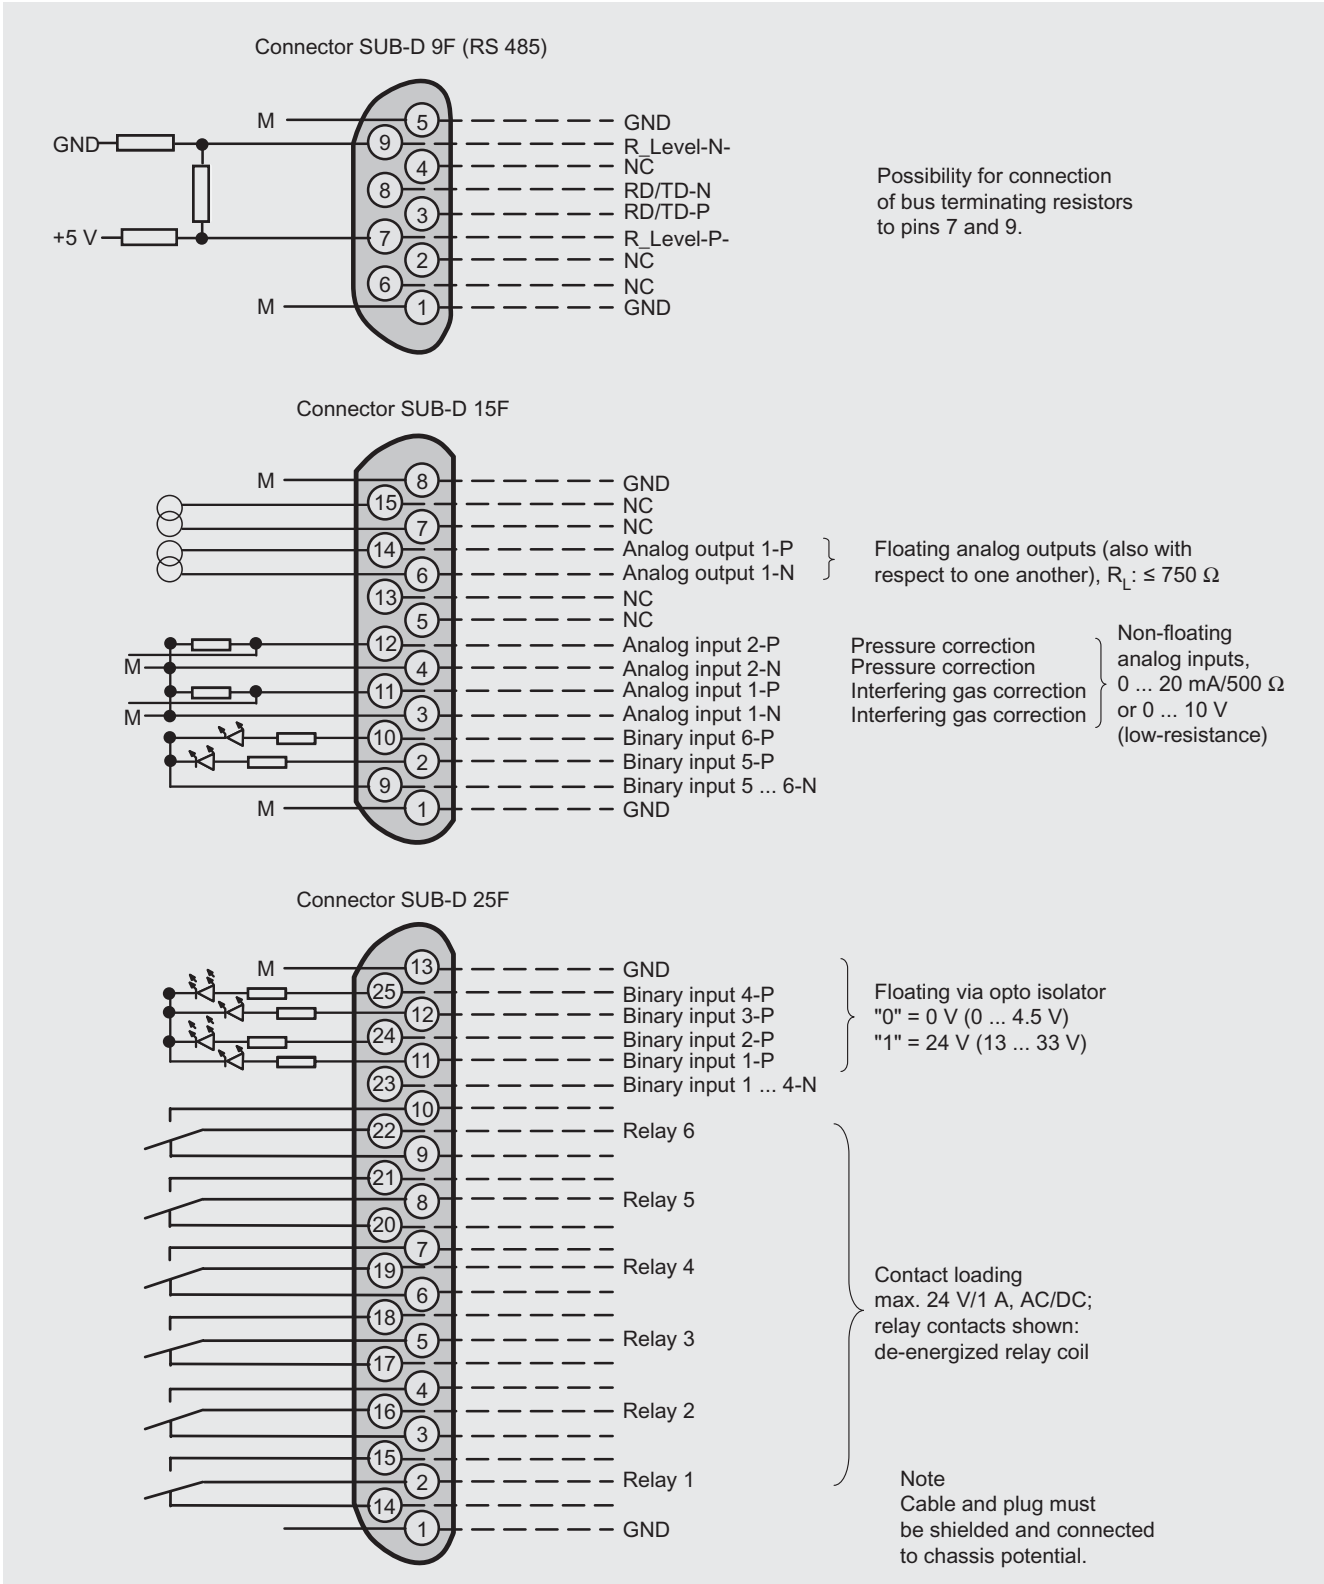 Connector SUB-D 9F (RS 485)
M 5 GND
GND 9 R_Level-N-
4 NC
8 RD/TD-N
3 RD/TD-P
+5 V 7 R_Level-P-
2 NC
6 NC
M 1 GND
Possibility for connection
of bus terminating resistors
to pins 7 and 9.
Connector SUB-D 15F
M 8 GND
15 NC
7 NC
14 Analog output 1-P
6 Analog output 1-N
Floating analog outputs (also with
respect to one another), R_L: ≤ 750 Ω
13 NC
5 NC
12 Analog input 2-P Pressure correction
M 4 Analog input 2-N Pressure correction
11 Analog input 1-P Interfering gas correction
M 3 Analog input 1-N Interfering gas correction
Non-floating
analog inputs,
0 ... 20 mA/500 Ω
or 0 ... 10 V
(low-resistance)
10 Binary input 6-P
2 Binary input 5-P
9 Binary input 5 ... 6-N
M 1 GND
Connector SUB-D 25F
M 13 GND
25 Binary input 4-P
12 Binary input 3-P
24 Binary input 2-P
11 Binary input 1-P
23 Binary input 1 ... 4-N
Floating via opto isolator
"0" = 0 V (0 ... 4.5 V)
"1" = 24 V (13 ... 33 V)
10
22 Relay 6
9
21
8 Relay 5
20
7
19 Relay 4
6
18
5 Relay 3
17
4
16 Relay 2
3
15
2 Relay 1
14
1 GND
Contact loading
max. 24 V/1 A, AC/DC;
relay contacts shown:
de-energized relay coil
Note
Cable and plug must
be shielded and connected
to chassis potential.